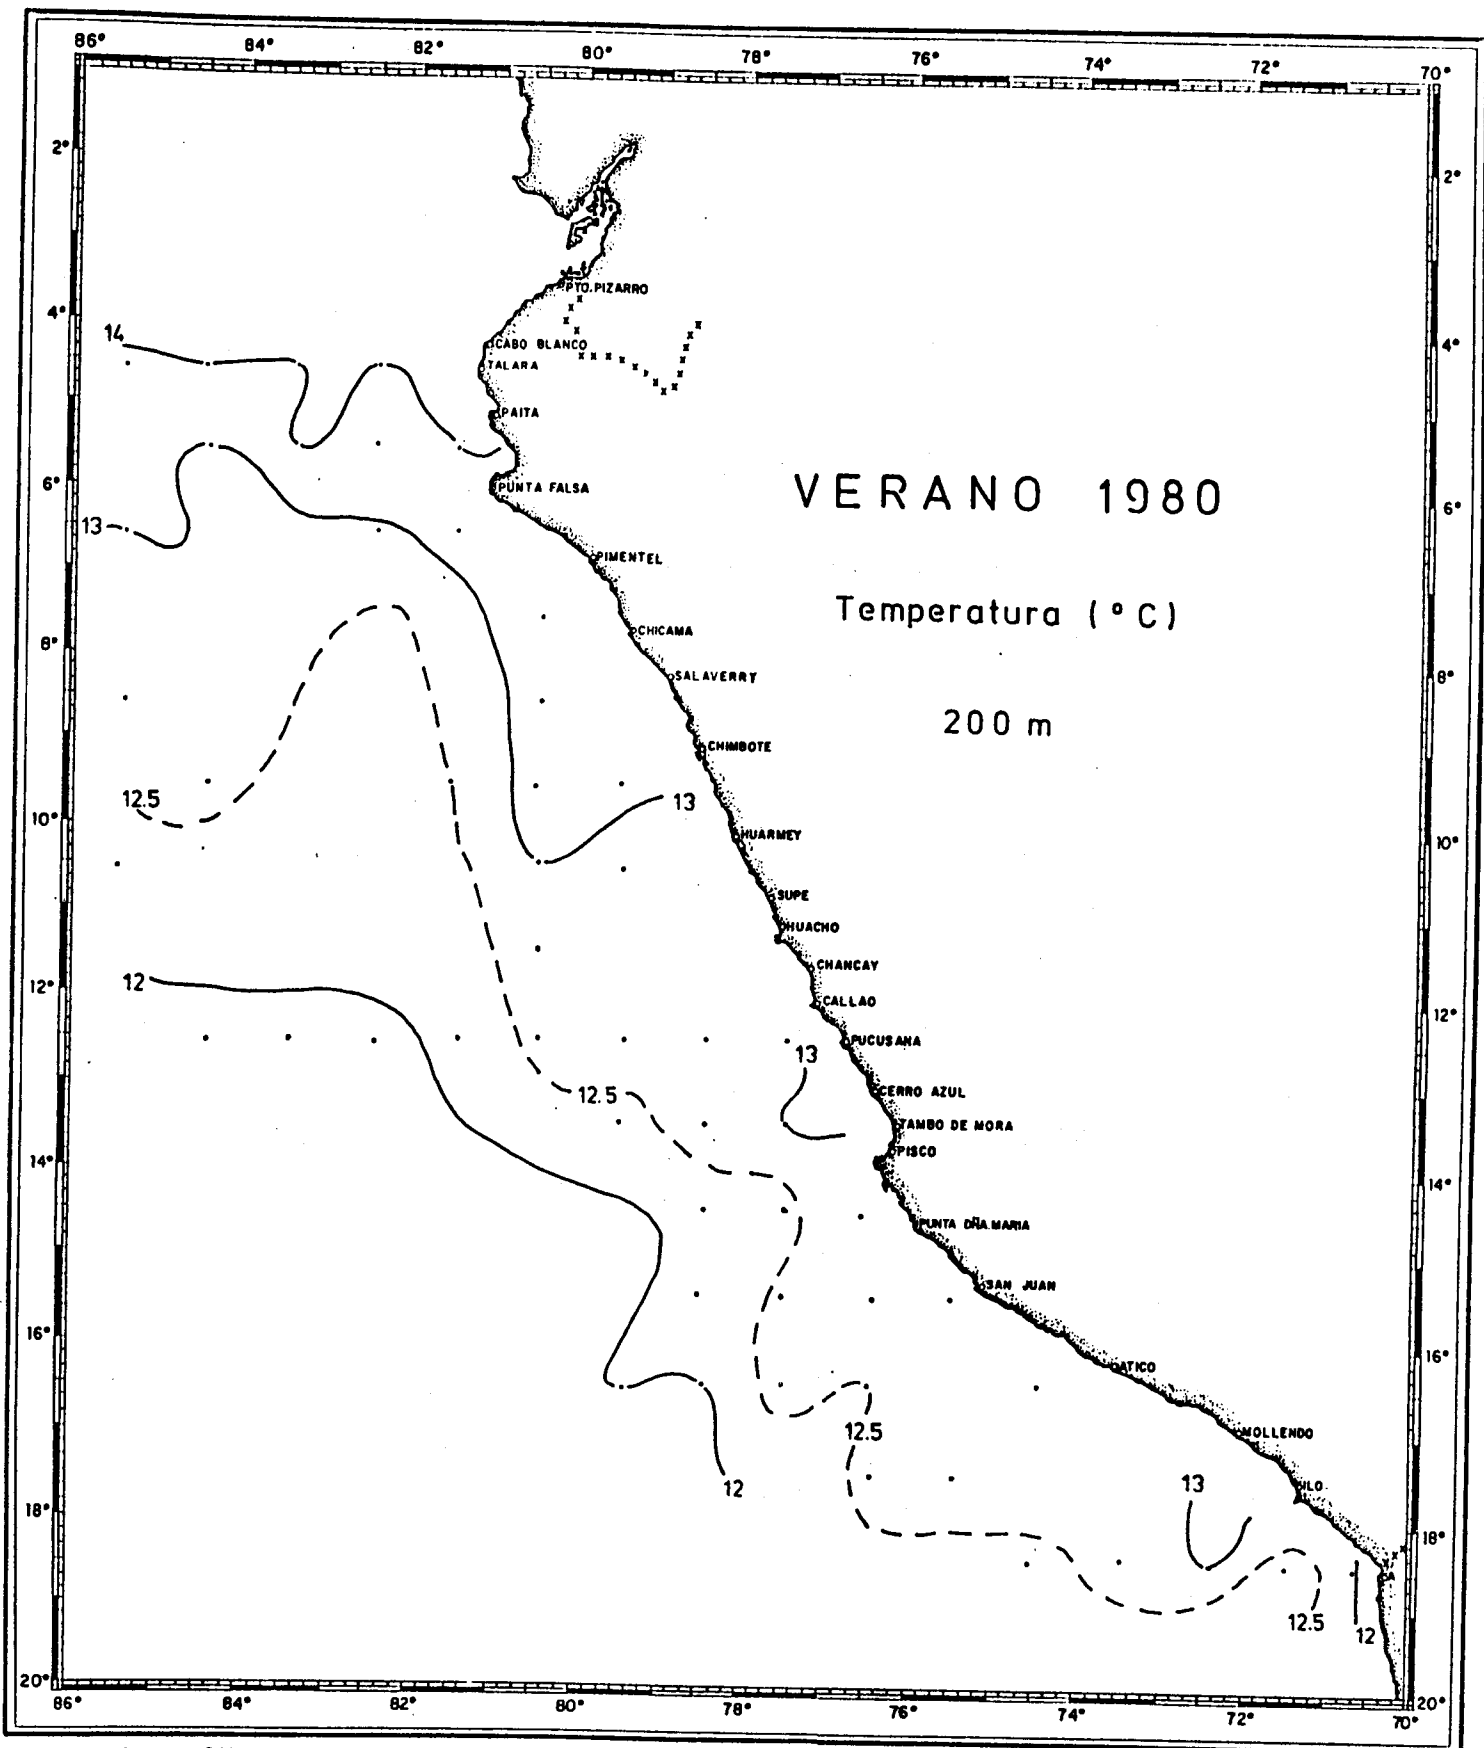 86° 84° 82° 80° 78° 76° 74° 72° 70°
2° 2°
PTO. PIZARRO
4° 4°
14
CABO BLANCO
TALARA
PAITA
6° 6°
PUNTA FALSA
VERANO 1980
13
PIMENTEL
Temperatura (°C)
CHICAMA
8° 8°
SALAVERRY
200 m
CHIMBOTE
12.5
13
10° 10°
HUARMEY
SUPE
HUACHO
CHANCAY
12
12° 12°
CALLAO
PUCUSANA
13
12.5
CERRO AZUL
TAMBO DE MORA
PISCO
14° 14°
PUNTA DÑA. MARIA
SAN JUAN
16° 16°
ATICO
12.5
MOLLENDO
12
13
ILO
18° 18°
A
12.5
12
20° 20°
86° 84° 82° 80° 78° 76° 74° 72° 70°